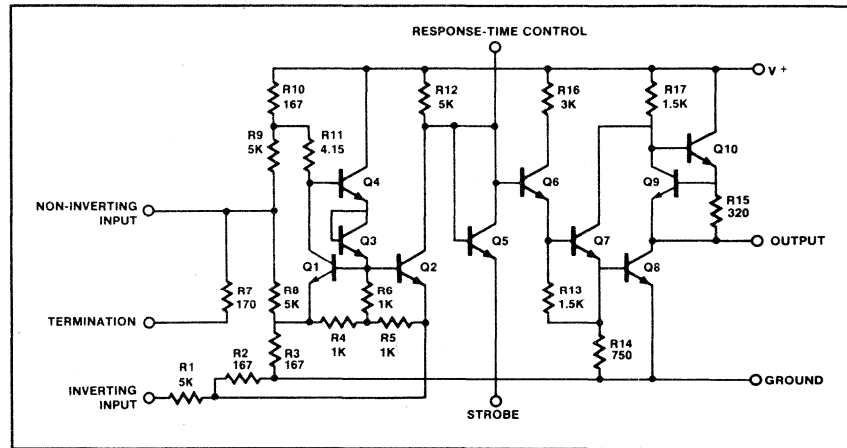 RESPONSE-TIME CONTROL
V +
R10
167
R12
5K
R16
3K
R17
1.5K
R9
5K
R11
4.15
Q10
Q4
Q9
Q6
R15
320
NON-INVERTING
INPUT
Q3
Q5
Q7
OUTPUT
Q1
Q2
Q8
R7
170
R8
5K
R6
1K
R13
1.5K
TERMINATION
R4
1K
R5
1K
R14
750
R1
5K
R2
167
R3
167
INVERTING
INPUT
GROUND
STROBE